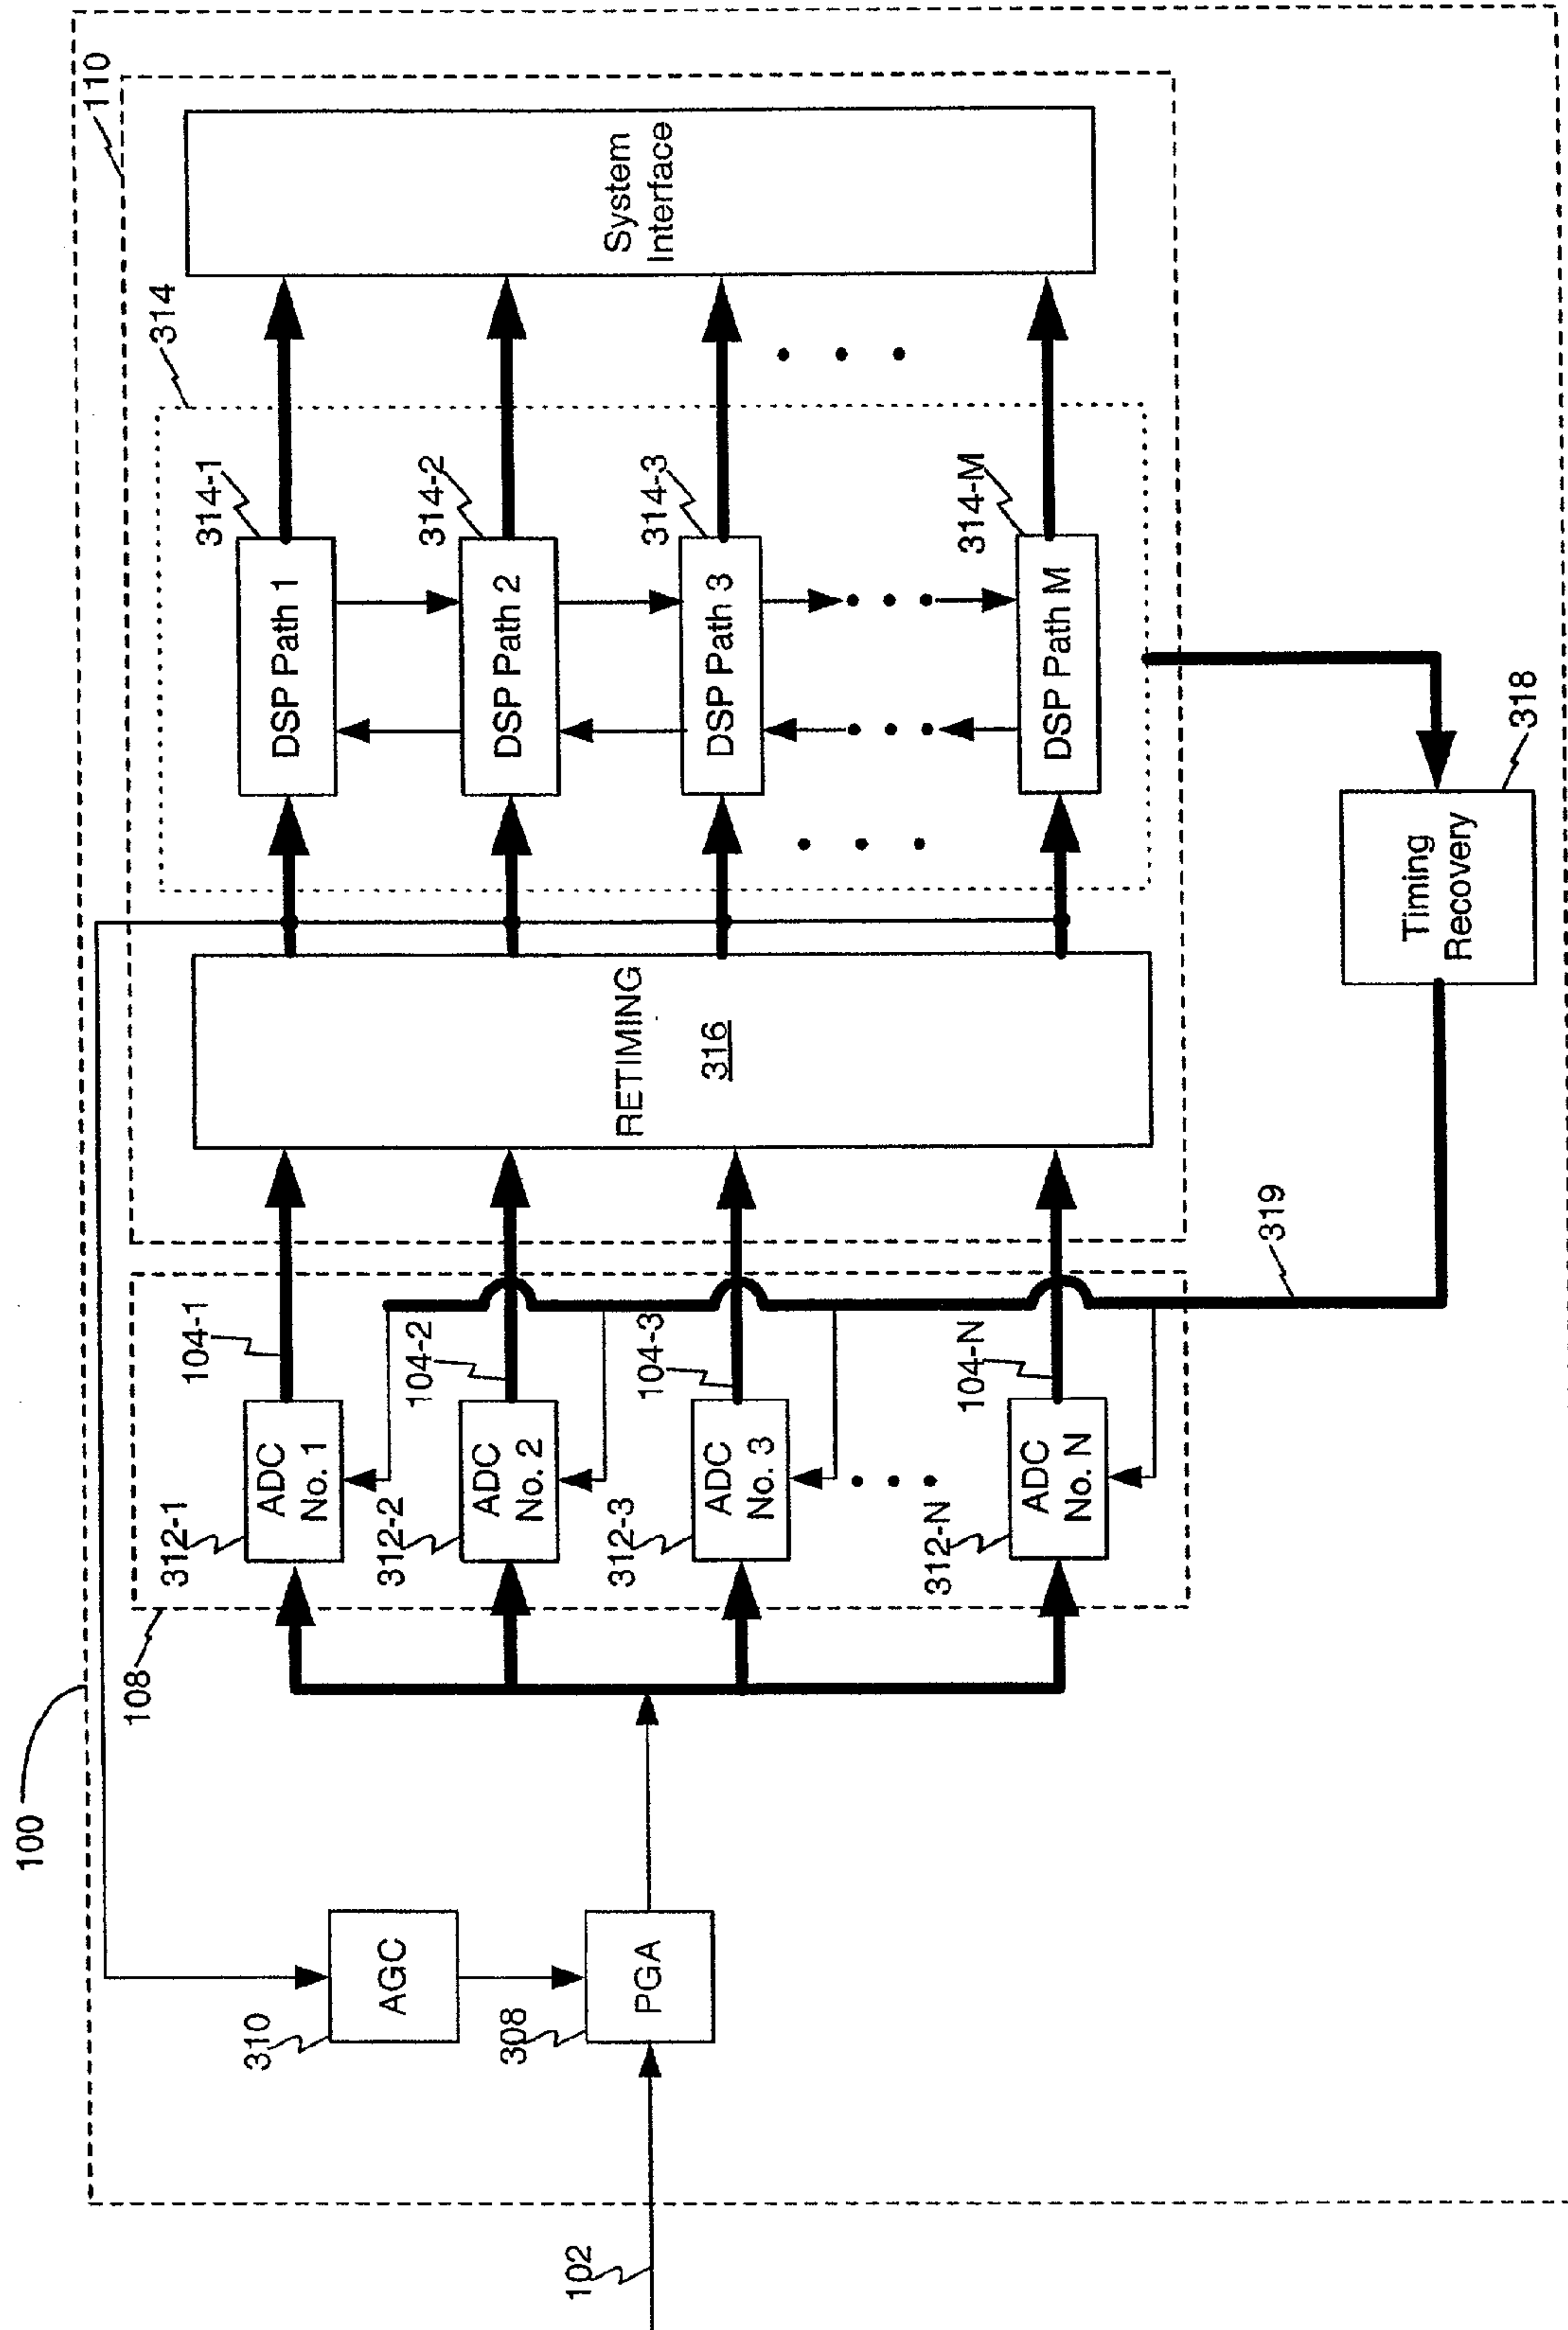 100
110
108
314
102
310
AGC
308
PGA
312-1
ADC
No. 1
104-1
312-2
ADC
No. 2
104-2
312-3
ADC
No. 3
104-3
312-N
ADC
No. N
104-N
RETIMING
316
314-1
DSP Path 1
314-2
DSP Path 2
314-3
DSP Path 3
314-M
DSP Path M
System
Interface
319
Timing
Recovery
318